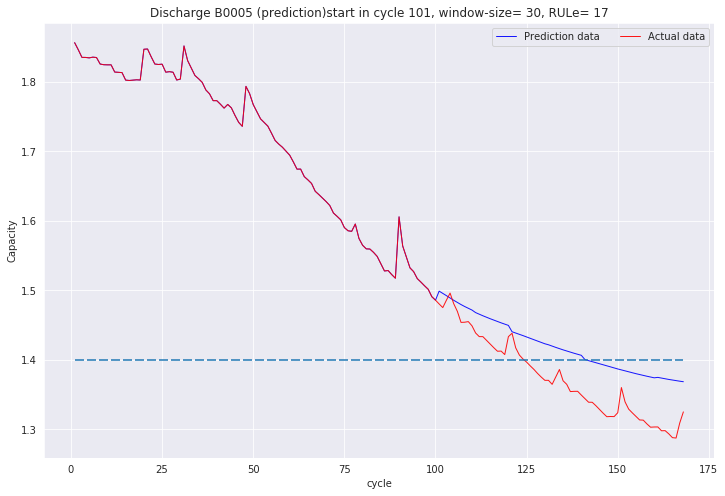 Discharge B0005 (prediction)start in cycle 101, window-size= 30, RULe= 17
Prediction data
Actual data
1.8
1.7
1.6
1.5
1.4
1.3
Capacity
0
25
50
75
100
125
150
175
cycle